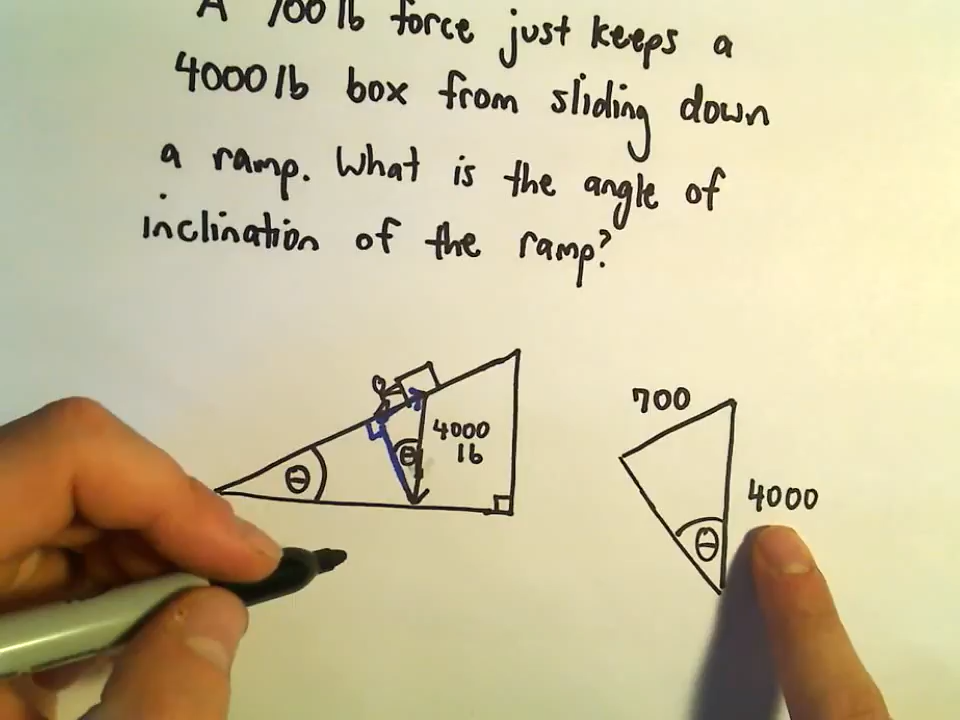 A 700 lb force just keeps a
4000 lb box from sliding down
a ramp. What is the angle of
inclination of the ramp?
θ
θ
4000
lb
700
4000
θ